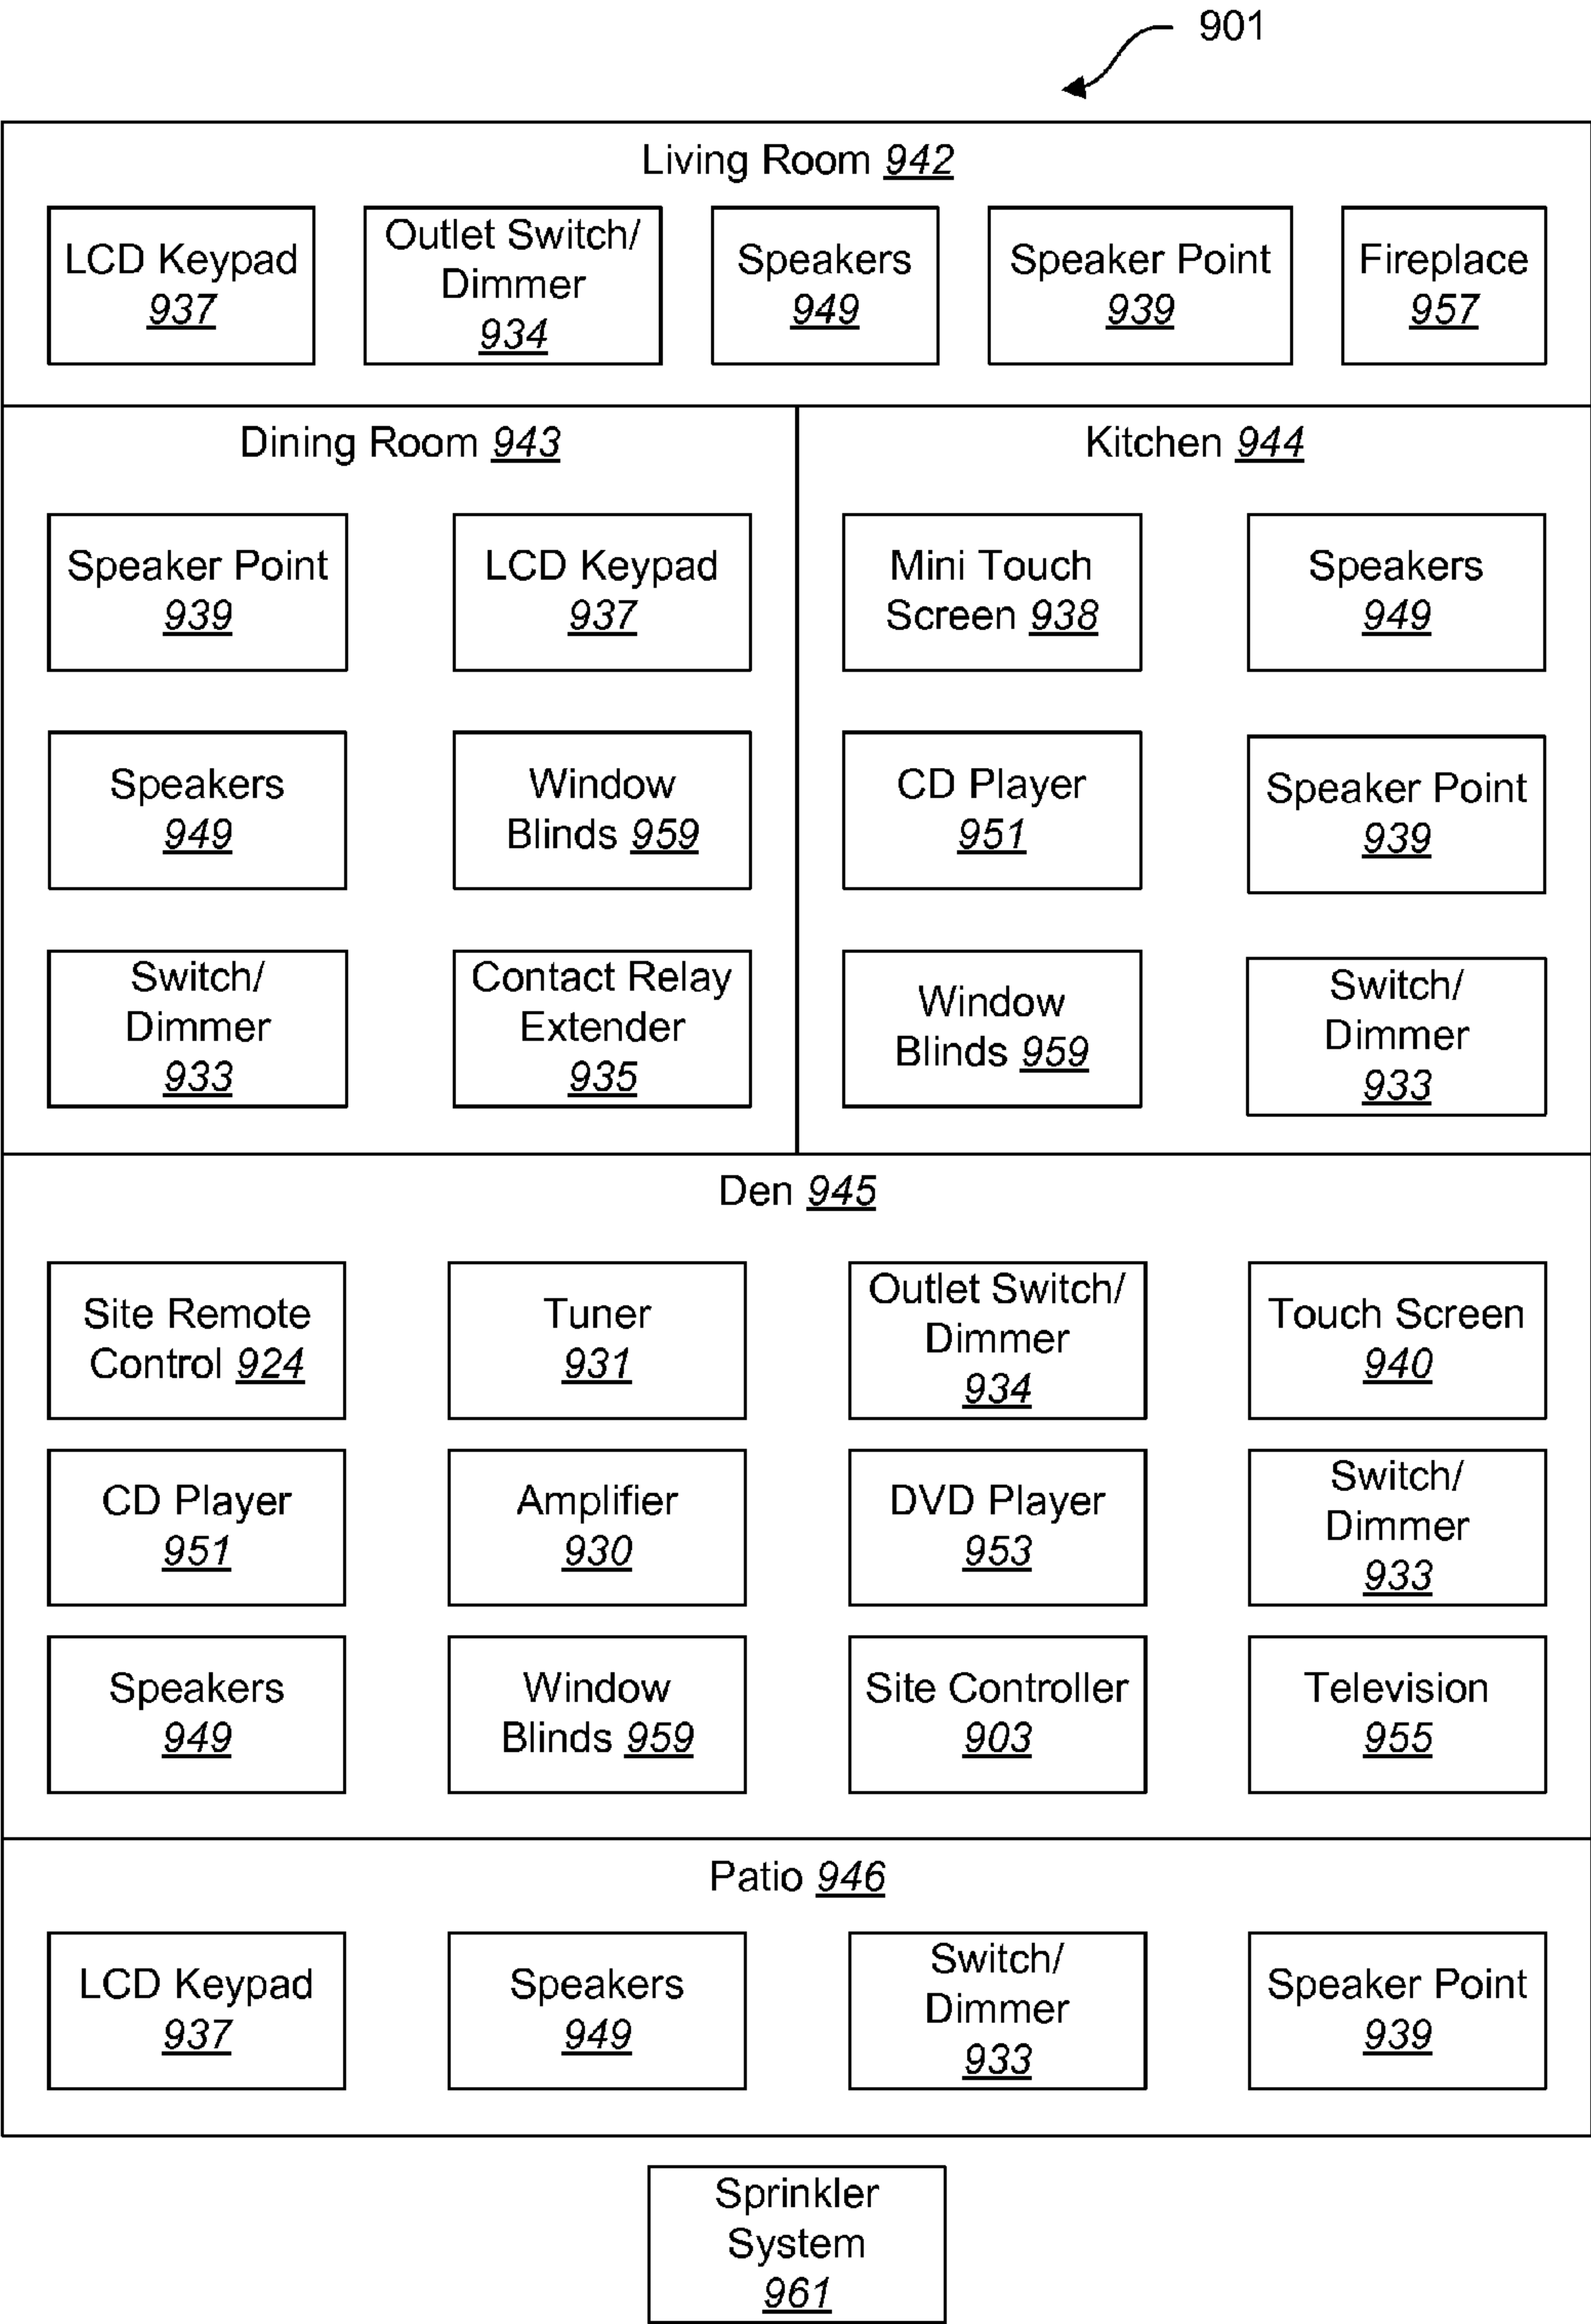 901
Living Room 942
LCD Keypad
937
Outlet Switch/
Dimmer
934
Speakers
949
Speaker Point
939
Fireplace
957
Dining Room 943
Speaker Point
939
LCD Keypad
937
Speakers
949
Window
Blinds 959
Switch/
Dimmer
933
Contact Relay
Extender
935
Kitchen 944
Mini Touch
Screen 938
Speakers
949
CD Player
951
Speaker Point
939
Window
Blinds 959
Switch/
Dimmer
933
Den 945
Site Remote
Control 924
Tuner
931
Outlet Switch/
Dimmer
934
Touch Screen
940
CD Player
951
Amplifier
930
DVD Player
953
Switch/
Dimmer
933
Speakers
949
Window
Blinds 959
Site Controller
903
Television
955
Patio 946
LCD Keypad
937
Speakers
949
Switch/
Dimmer
933
Speaker Point
939
Sprinkler
System
961